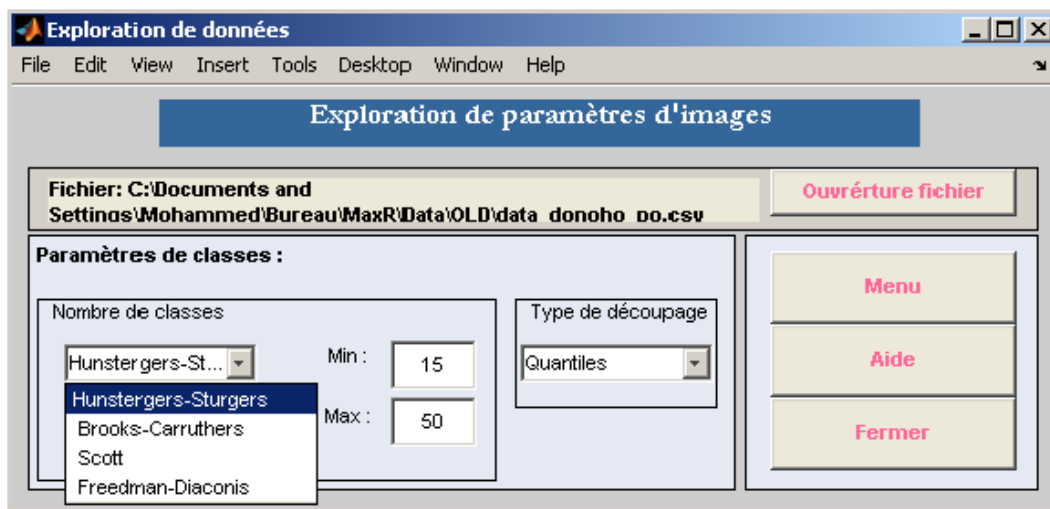 Exploration de données
File Edit View Insert Tools Desktop Window Help
Exploration de paramètres d'images
Fichier: C:\Documents and
Settings\Mohammed\Bureau\MaxR\Data\OLD\data_donoho_po.csv
Ouvrérture fichier
Paramètres de classes :
Nombre de classes
Hunstergers-St...
Min : 15
Hunstergers-Sturgers
Brooks-Carruthers
Scott
Freedman-Diaconis
Max : 50
Type de découpage
Quantiles
Menu
Aide
Fermer